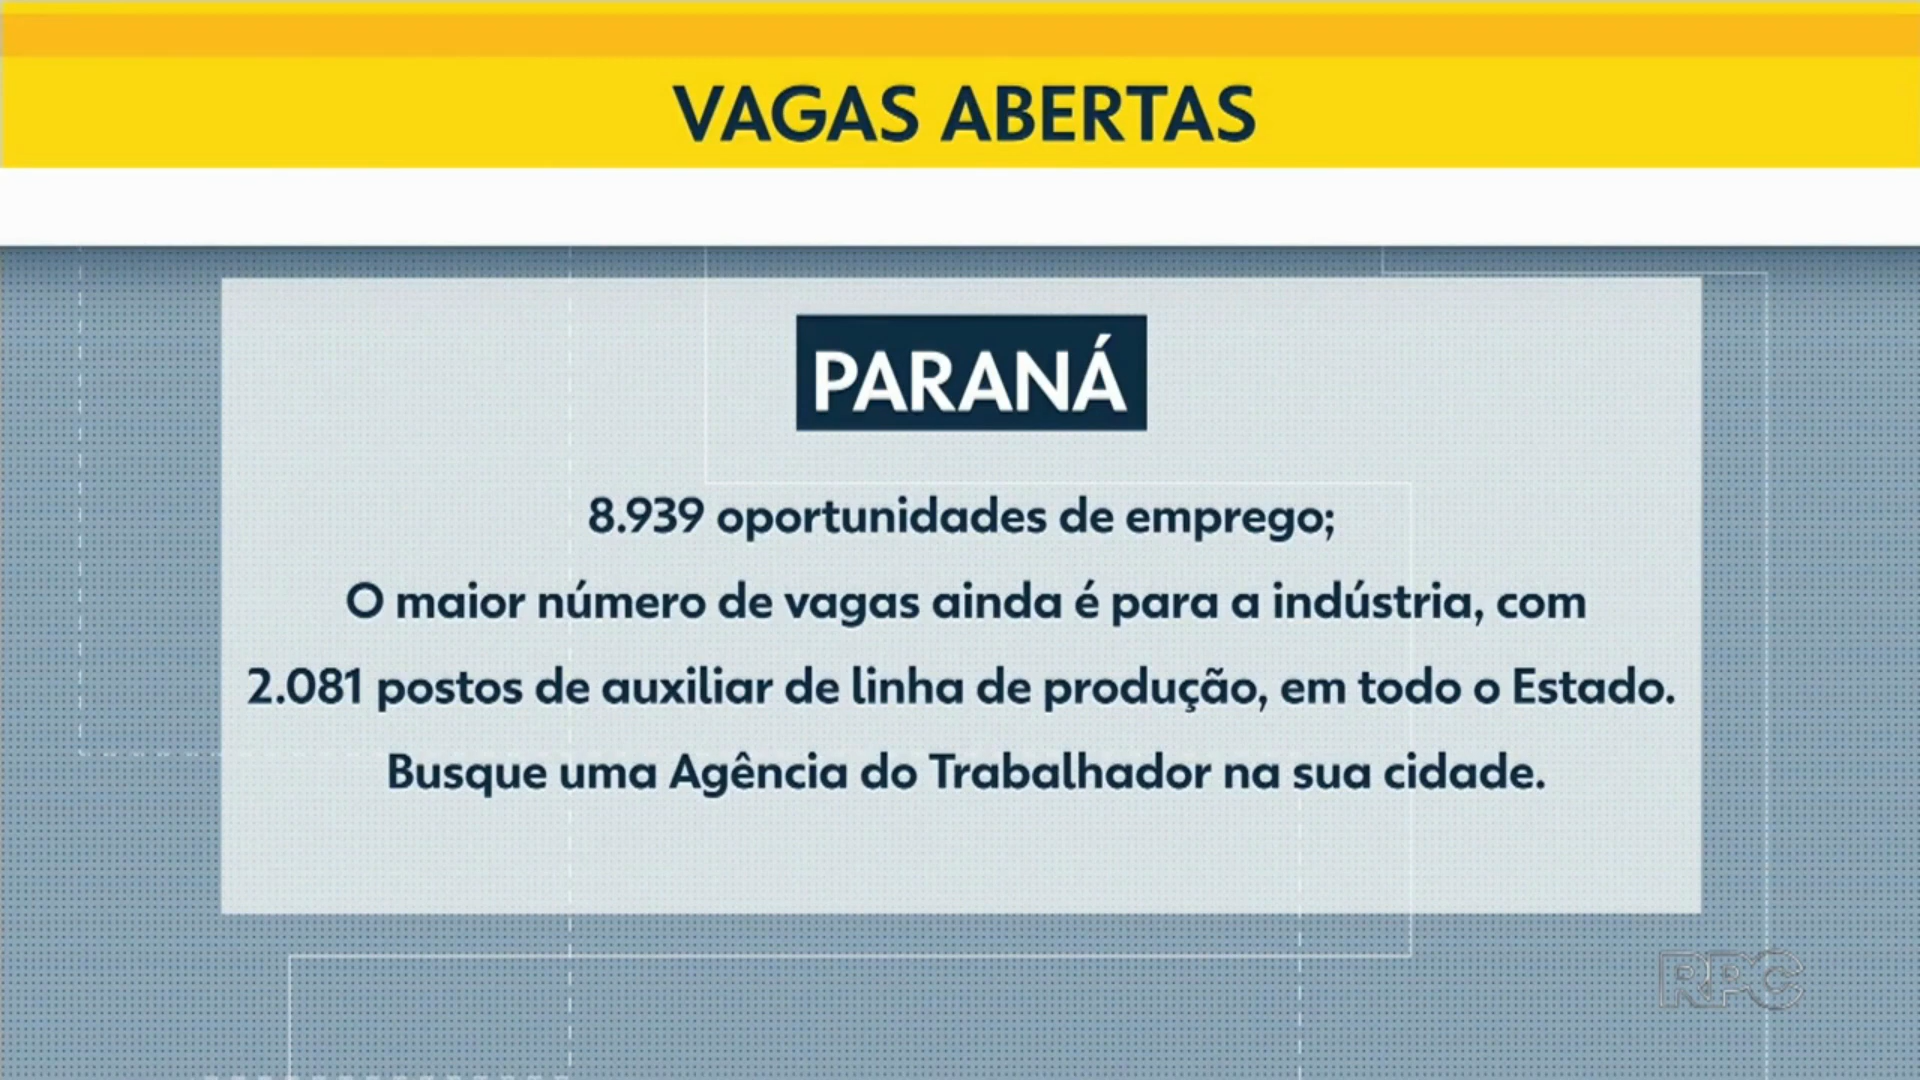 VAGAS ABERTAS
PARANÁ
8.939 oportunidades de emprego;
O maior número de vagas ainda é para a indústria, com
2.081 postos de auxiliar de linha de produção, em todo o Estado.
Busque uma Agência do Trabalhador na sua cidade.
RPC